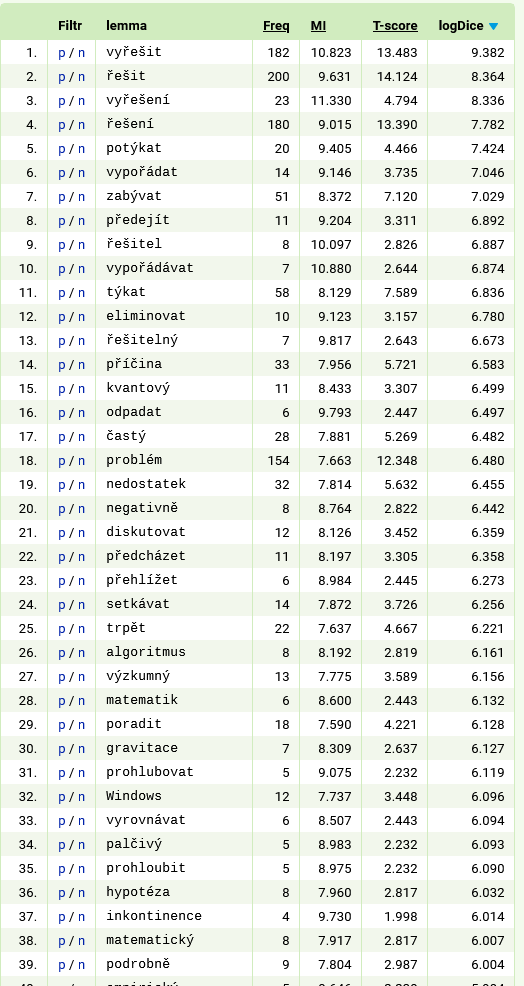 Filtr lemma Freq MI T-score logDice
1. p / n vyřešit 182 10.823 13.483 9.382
2. p / n řešit 200 9.631 14.124 8.364
3. p / n vyřešení 23 11.330 4.794 8.336
4. p / n řešení 180 9.015 13.390 7.782
5. p / n potýkat 20 9.405 4.466 7.424
6. p / n vypořádat 14 9.146 3.735 7.046
7. p / n zabývat 51 8.372 7.120 7.029
8. p / n předejít 11 9.204 3.311 6.892
9. p / n řešitel 8 10.097 2.826 6.887
10. p / n vypořádávat 7 10.880 2.644 6.874
11. p / n týkat 58 8.129 7.589 6.836
12. p / n eliminovat 10 9.123 3.157 6.780
13. p / n řešitelný 7 9.817 2.643 6.673
14. p / n příčina 33 7.956 5.721 6.583
15. p / n kvantový 11 8.433 3.307 6.499
16. p / n odpadat 6 9.793 2.447 6.497
17. p / n častý 28 7.881 5.269 6.482
18. p / n problém 154 7.663 12.348 6.480
19. p / n nedostatek 32 7.814 5.632 6.455
20. p / n negativně 8 8.764 2.822 6.442
21. p / n diskutovat 12 8.126 3.452 6.359
22. p / n předcházet 11 8.197 3.305 6.358
23. p / n přehlížet 6 8.984 2.445 6.273
24. p / n setkávat 14 7.872 3.726 6.256
25. p / n trpět 22 7.637 4.667 6.221
26. p / n algoritmus 8 8.192 2.819 6.161
27. p / n výzkumný 13 7.775 3.589 6.156
28. p / n matematik 6 8.600 2.443 6.132
29. p / n poradit 18 7.590 4.221 6.128
30. p / n gravitace 7 8.309 2.637 6.127
31. p / n prohlubovat 5 9.075 2.232 6.119
32. p / n Windows 12 7.737 3.448 6.096
33. p / n vyrovnávat 6 8.507 2.443 6.094
34. p / n palčivý 5 8.983 2.232 6.093
35. p / n prohloubit 5 8.975 2.232 6.090
36. p / n hypotéza 8 7.960 2.817 6.032
37. p / n inkontinence 4 9.730 1.998 6.014
38. p / n matematický 8 7.917 2.817 6.007
39. p / n podrobně 9 7.804 2.987 6.004